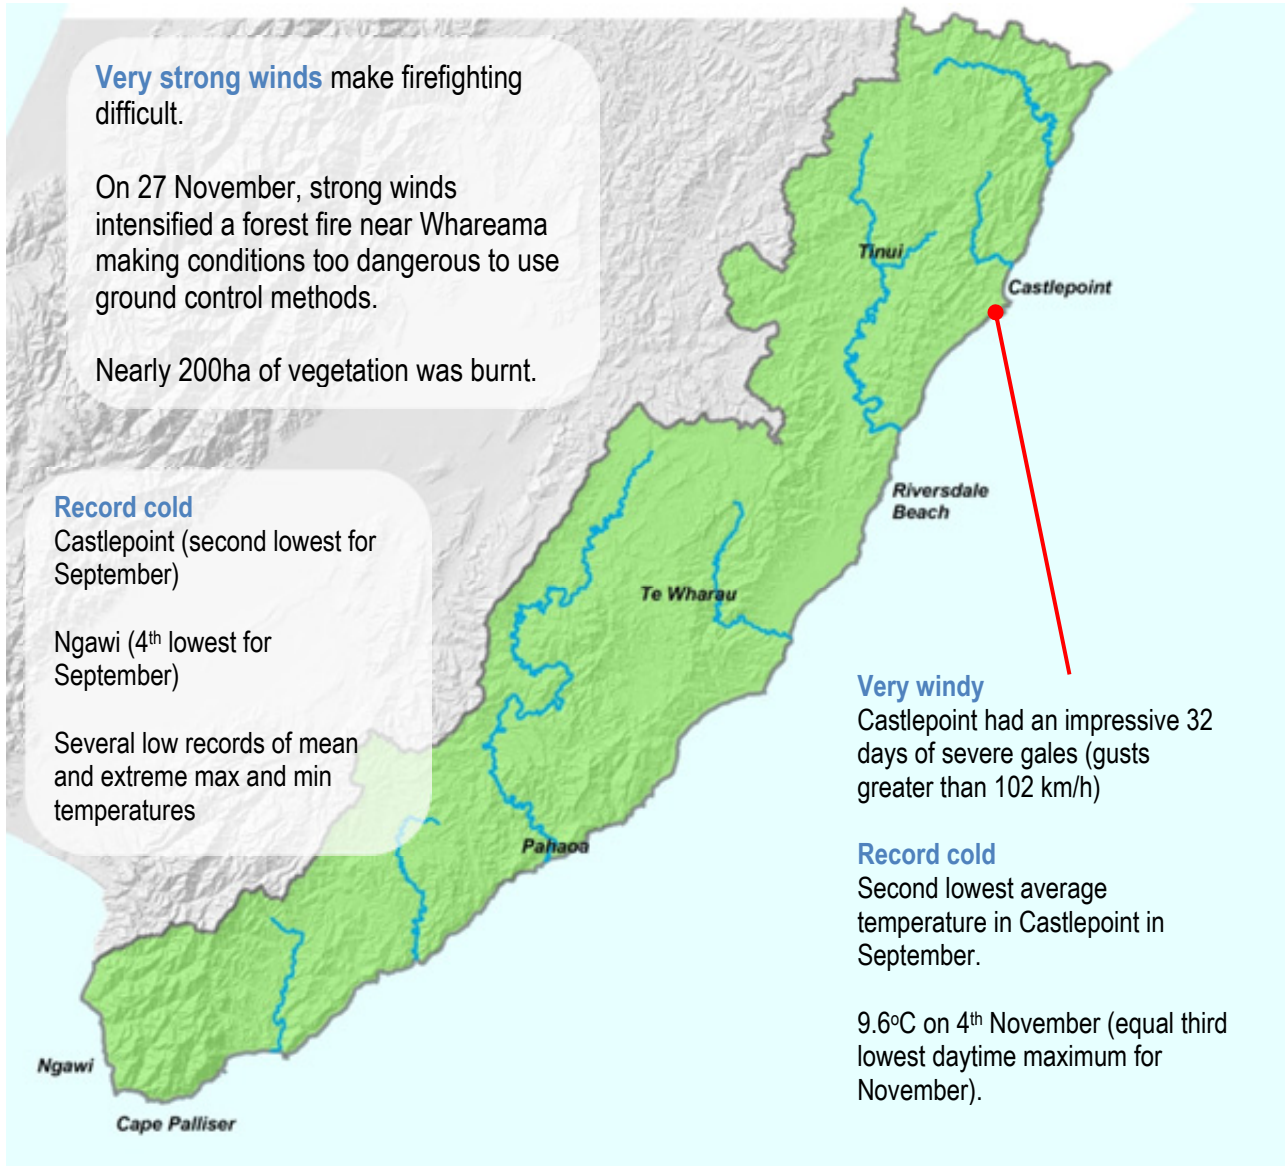 Very strong winds make firefighting
difficult.
On 27 November, strong winds
intensified a forest fire near Whareama
making conditions too dangerous to use
ground control methods.
Nearly 200ha of vegetation was burnt.
Tinui
Castlepoint
Riversdale
Beach
Record cold
Castlepoint (second lowest for
September)
Ngawi (4th lowest for
September)
Several low records of mean
and extreme max and min
temperatures
Te Wharau
Very windy
Castlepoint had an impressive 32
days of severe gales (gusts
greater than 102 km/h)
Record cold
Second lowest average
temperature in Castlepoint in
September.
9.6ºC on 4th November (equal third
lowest daytime maximum for
November).
Pahaoa
Ngawi
Cape Palliser